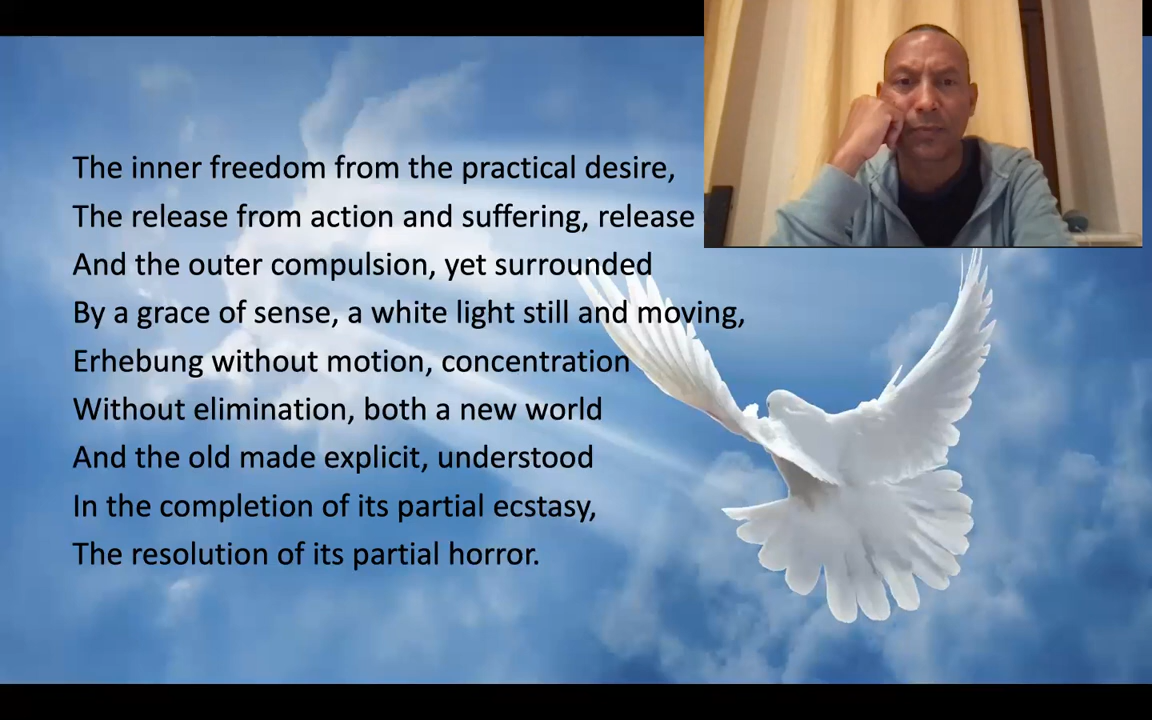 The inner freedom from the practical desire,
The release from action and suffering, release
And the outer compulsion, yet surrounded
By a grace of sense, a white light still and moving,
Erhebung without motion, concentration
Without elimination, both a new world
And the old made explicit, understood
In the completion of its partial ecstasy,
The resolution of its partial horror.